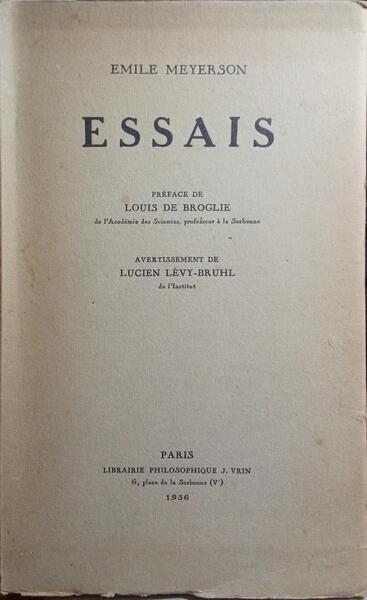 EMILE MEYERSON
ESSAIS
PRÉFACE DE
LOUIS DE BROGLIE
de l'Académie des Sciences, professeur à la Sorbonne
AVERTISSEMENT DE
LUCIEN LÉVY-BRUHL
de l'Institut
PARIS
LIBRAIRIE PHILOSOPHIQUE J. VRIN
6, place de la Sorbonne (Vᵉ)
1936